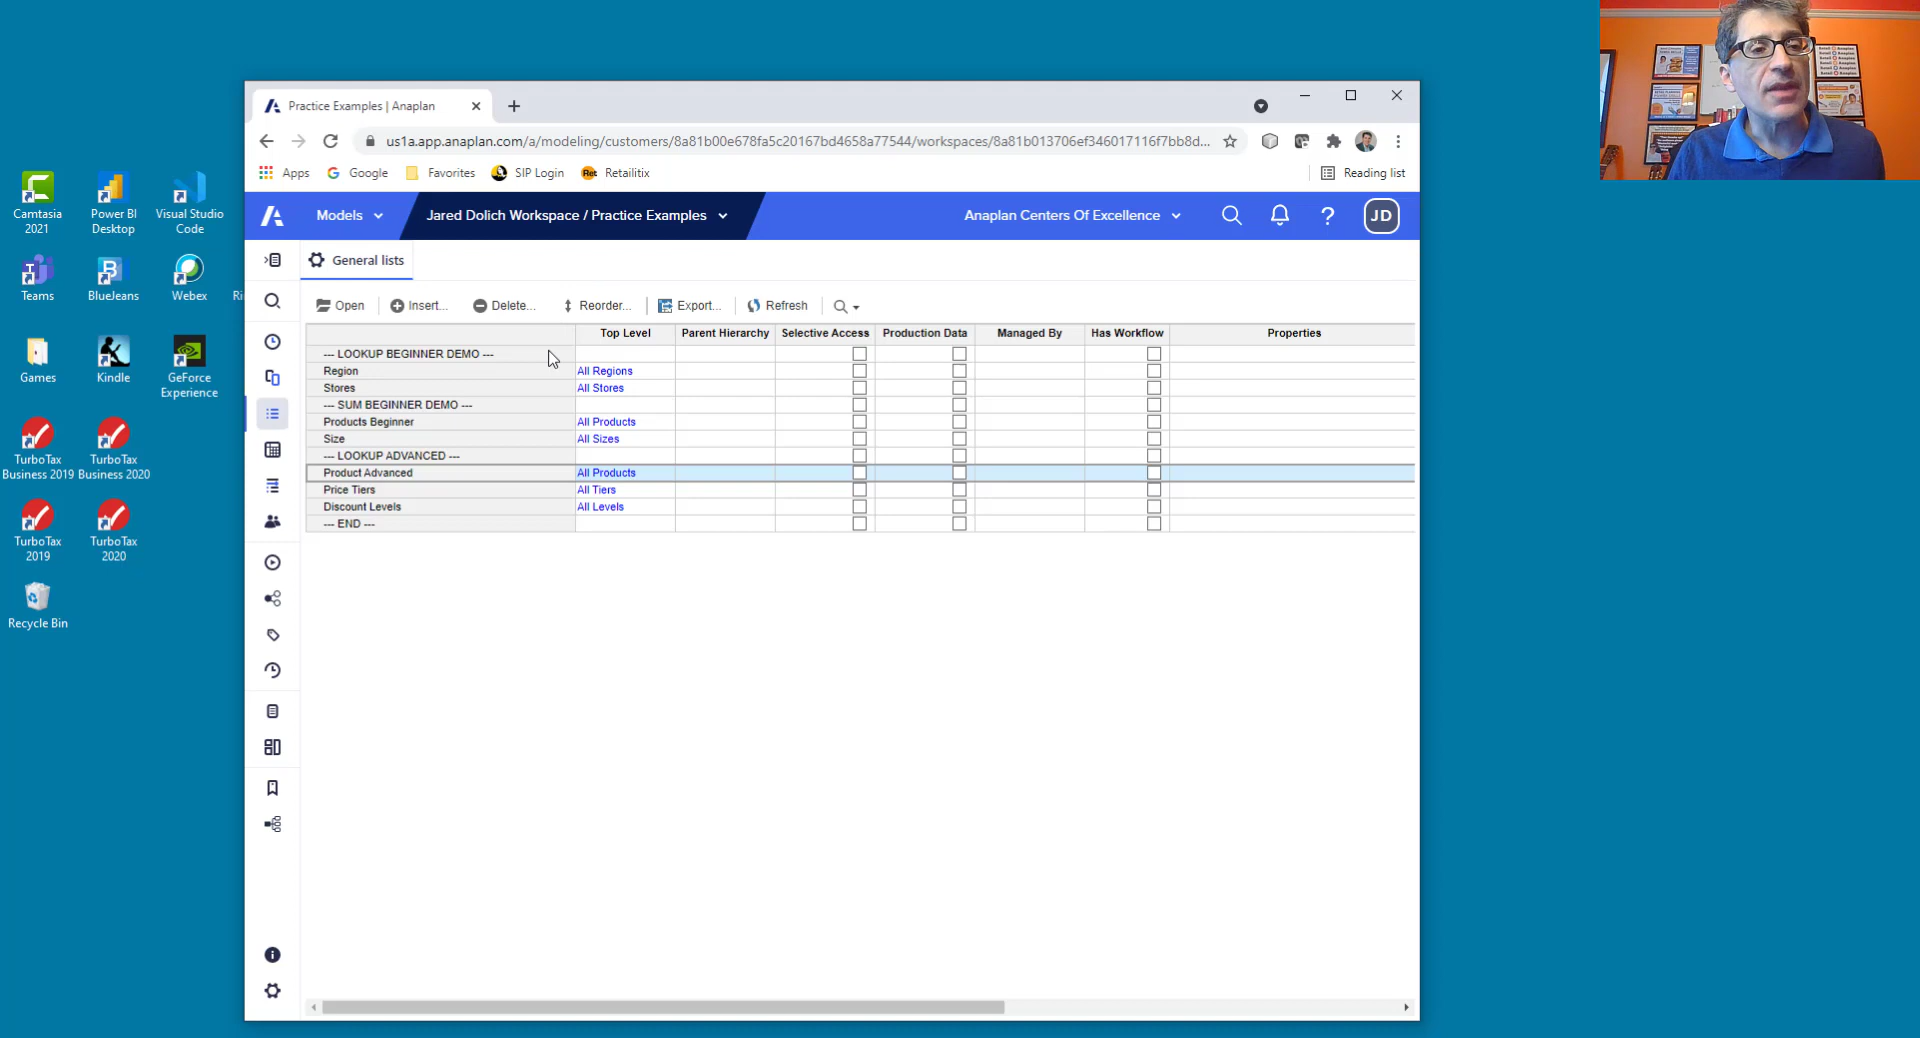 Practice Examples | Anaplan
us1a.app.anaplan.com/a/modeling/customers/8a81b00e678fa5c20167bd4658a77544/workspaces/8a81b013706ef346017116f7bb8d...
Apps Google Favorites SIP Login Retailitix Reading list
Models Jared Dolich Workspace / Practice Examples Anaplan Centers Of Excellence JD
General lists
Open Insert... Delete... Reorder... Export... Refresh
Top Level Parent Hierarchy Selective Access Production Data Managed By Has Workflow Properties
--- LOOKUP BEGINNER DEMO ---
Region All Regions
Stores All Stores
--- SUM BEGINNER DEMO ---
Products Beginner All Products
Size All Sizes
--- LOOKUP ADVANCED ---
Product Advanced All Products
Price Tiers All Tiers
Discount Levels All Levels
--- END ---
Camtasia 2021
Power BI Desktop
Visual Studio Code
Teams
BlueJeans
Webex
Ri
Games
Kindle
GeForce Experience
TurboTax Business 2019
TurboTax Business 2020
TurboTax 2019
TurboTax 2020
Recycle Bin